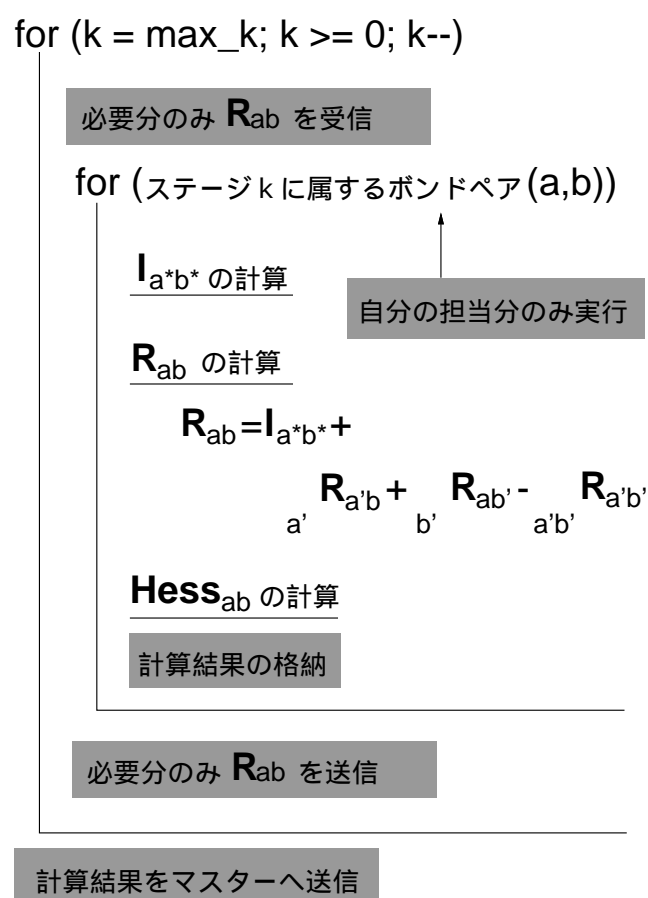 for (k = max_k; k >= 0; k--)
必要分のみ Rab を受信
for (ステージ k に属するボンドペア(a,b))
Ia*b* の計算
自分の担当分のみ実行
Rab の計算
Rab=Ia*b*+
a' Ra'b+ b' Rab'- a'b' Ra'b'
Hessab の計算
計算結果の格納
必要分のみ Rab を送信
計算結果をマスターへ送信